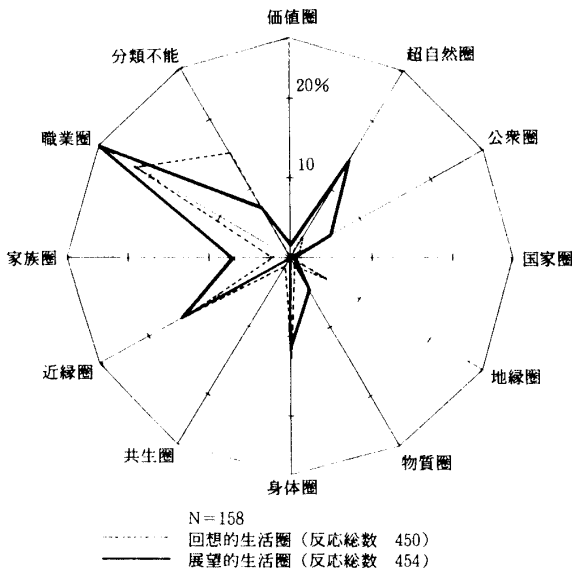 価値圏
分類不能
超自然圏
20%
職業圏
公衆圏
10
家族圏
国家圏
近縁圏
地縁圏
共生圏
物質圏
身体圏
N=158
回想的生活圏（反応総数 450）
展望的生活圏（反応総数 454）